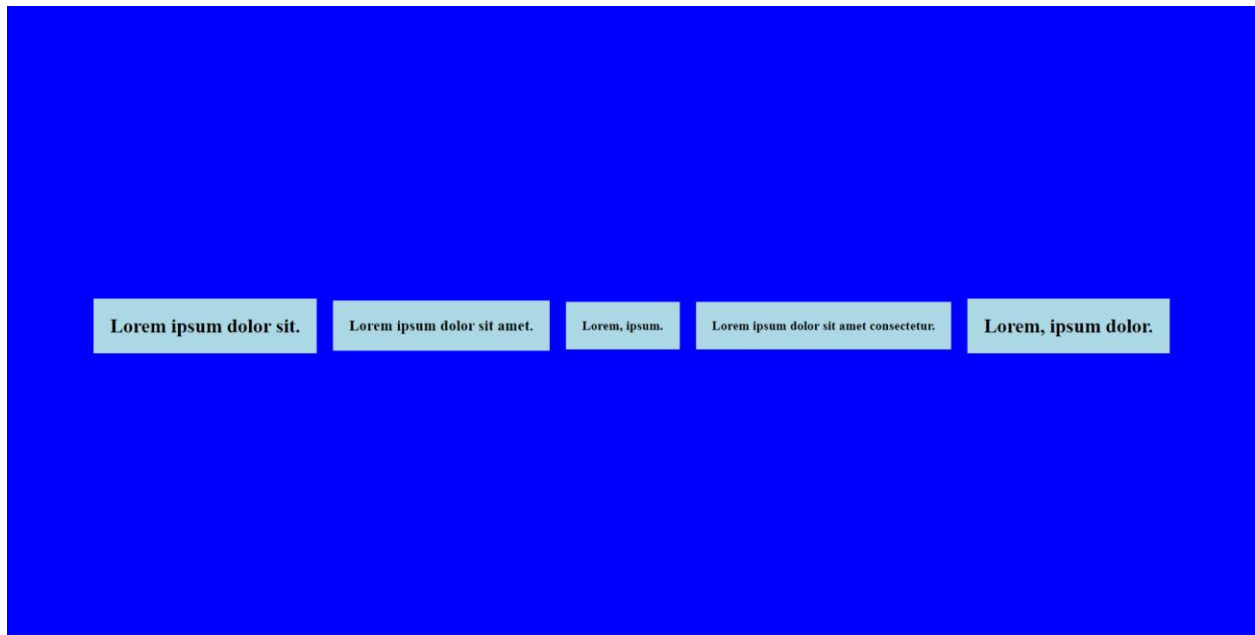 Lorem ipsum dolor sit.
Lorem ipsum dolor sit amet.
Lorem, ipsum.
Lorem ipsum dolor sit amet consectetur.
Lorem, ipsum dolor.